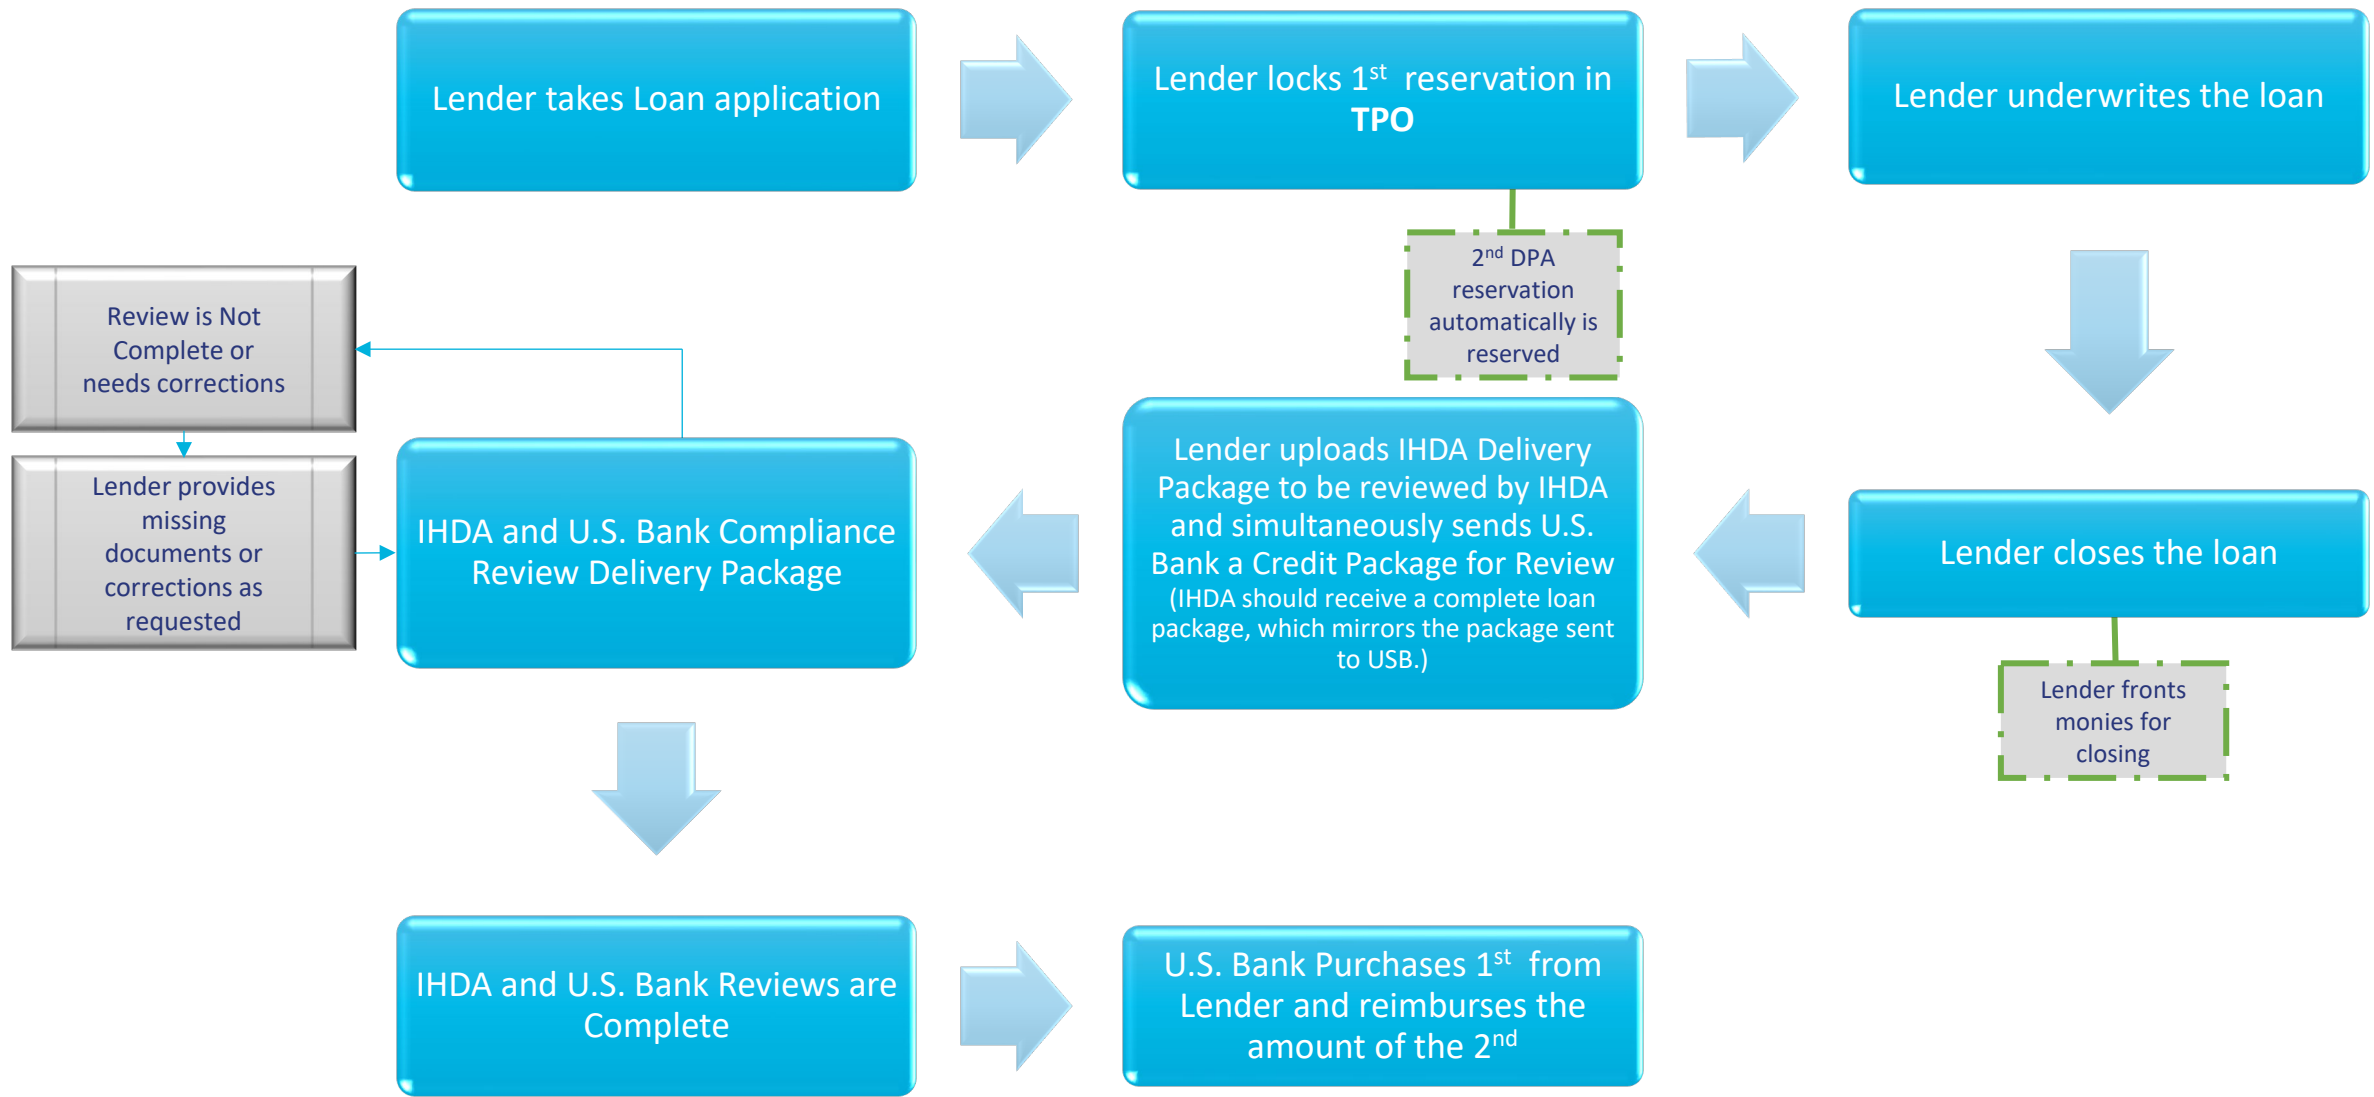 Lender takes Loan application
Lender locks 1st reservation in
TPO
Lender underwrites the loan
2nd DPA
reservation
automatically is
reserved
Review is Not
Complete or
needs corrections
Lender provides
missing
documents or
corrections as
requested
IHDA and U.S. Bank Compliance
Review Delivery Package
Lender uploads IHDA Delivery
Package to be reviewed by IHDA
and simultaneously sends U.S.
Bank a Credit Package for Review
(IHDA should receive a complete loan
package, which mirrors the package sent
to USB.)
Lender closes the loan
Lender fronts
monies for
closing
IHDA and U.S. Bank Reviews are
Complete
U.S. Bank Purchases 1st from
Lender and reimburses the
amount of the 2nd